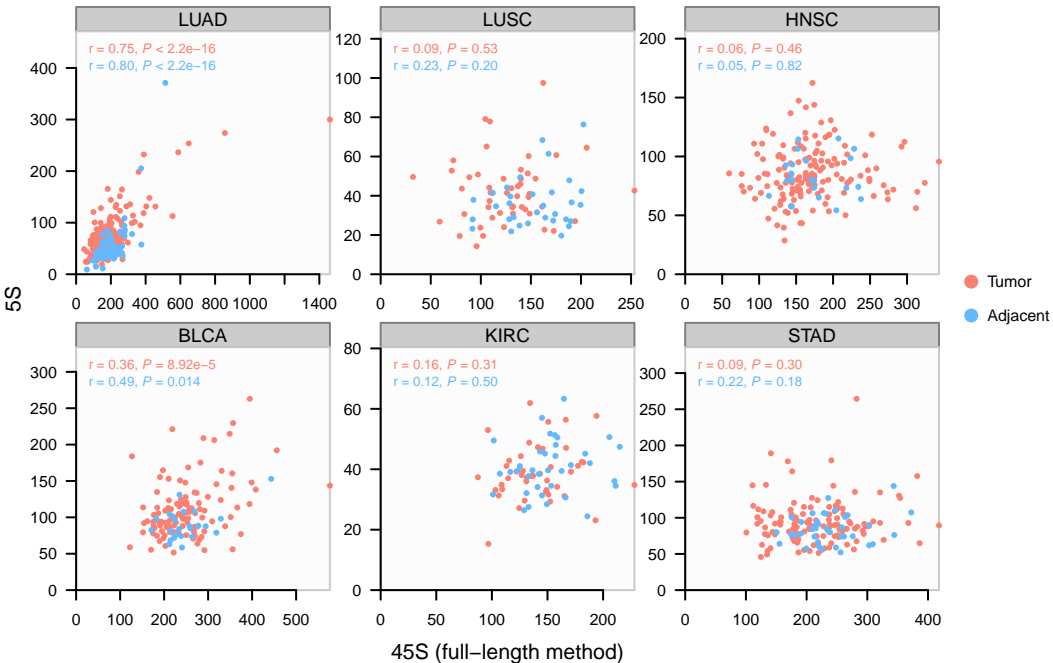 LUAD
r = 0.75, P < 2.2e−16
r = 0.80, P < 2.2e−16
400
300
200
100
0
0 200 400 600 800 1000 1400
LUSC
r = 0.09, P = 0.53
r = 0.23, P = 0.20
120
100
80
60
40
20
0
0 50 100 150 200 250
HNSC
r = 0.06, P = 0.46
r = 0.05, P = 0.82
200
150
100
50
0
0 50 100 150 200 250 300
5S
Tumor
Adjacent
BLCA
r = 0.36, P = 8.92e−5
r = 0.49, P = 0.014
300
250
200
150
100
50
0
0 100 200 300 400 500
KIRC
r = 0.16, P = 0.31
r = 0.12, P = 0.50
80
60
40
20
0
0 50 100 150 200
STAD
r = 0.09, P = 0.30
r = 0.22, P = 0.18
300
250
200
150
100
50
0
0 100 200 300 400
45S (full−length method)